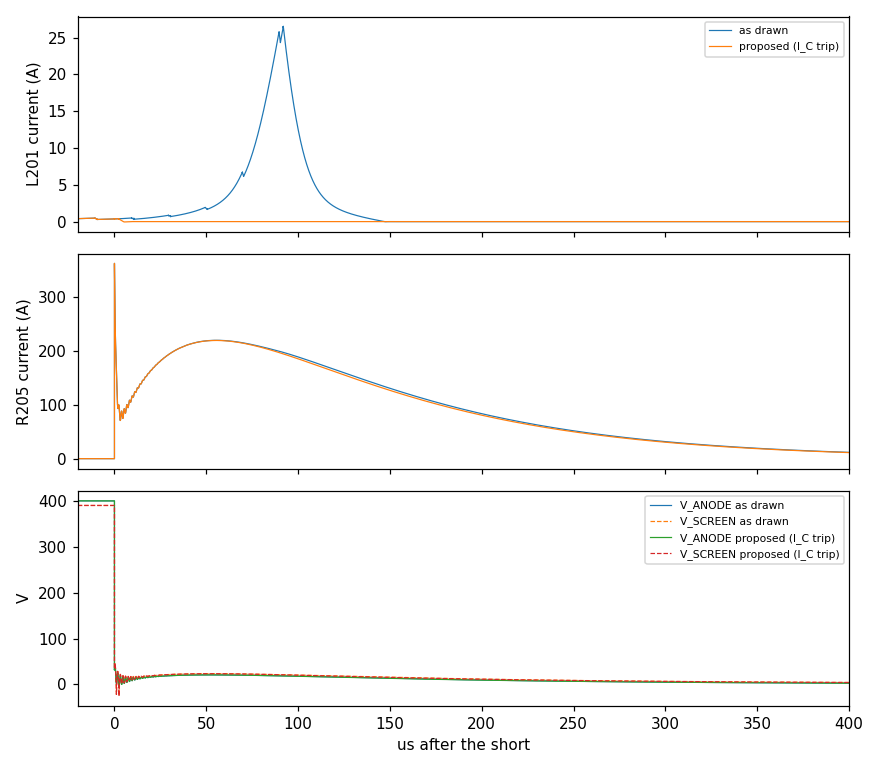 L201 current (A)
25
20
15
10
5
0
as drawn
proposed (I_C trip)
R205 current (A)
300
200
100
0
V
400
300
200
100
0
V_ANODE as drawn
V_SCREEN as drawn
V_ANODE proposed (I_C trip)
V_SCREEN proposed (I_C trip)
0 50 100 150 200 250 300 350 400
us after the short